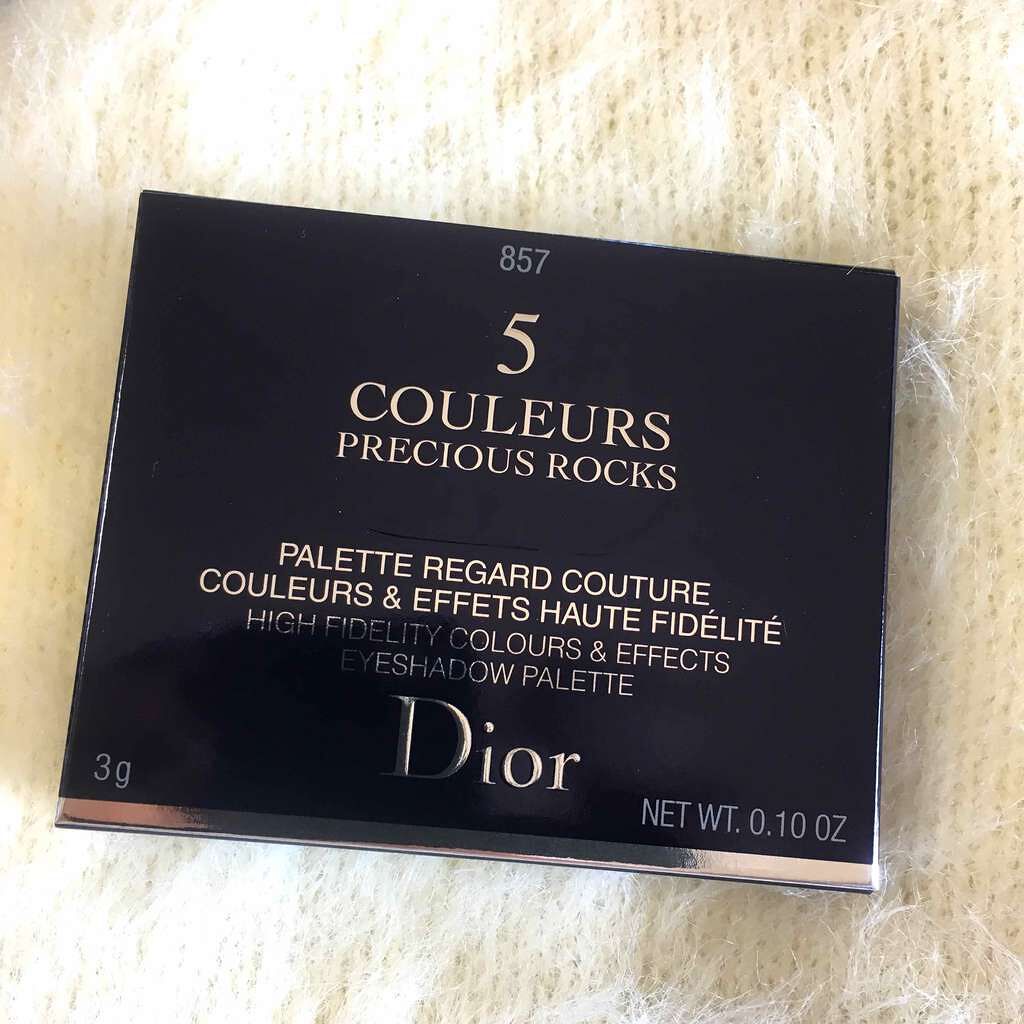 857
5
COULEURS
PRECIOUS ROCKS
PALETTE REGARD COUTURE
COULEURS & EFFETS HAUTE FIDÉLITÉ
HIGH FIDELITY COLOURS & EFFECTS
EYESHADOW PALETTE
Dior
3g
NET WT. 0.10 OZ